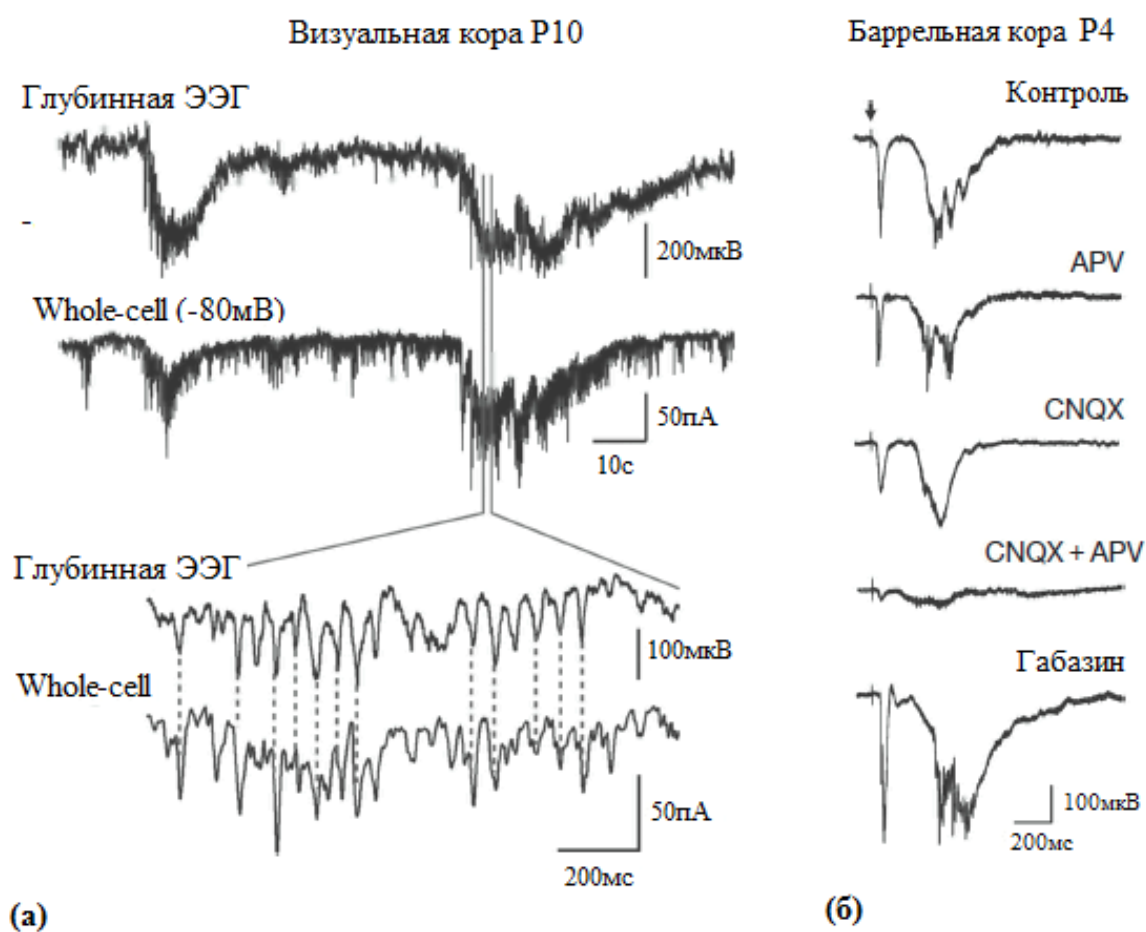 Визуальная кора P10
Глубинная ЭЭГ
-
200мкВ
Whole-cell (-80мВ)
50пА
10с
Глубинная ЭЭГ
100мкВ
Whole-cell
50пА
200мс
(а)
Баррельная кора P4
Контроль
APV
CNQX
CNQX + APV
Габазин
100мкВ
200мс
(б)